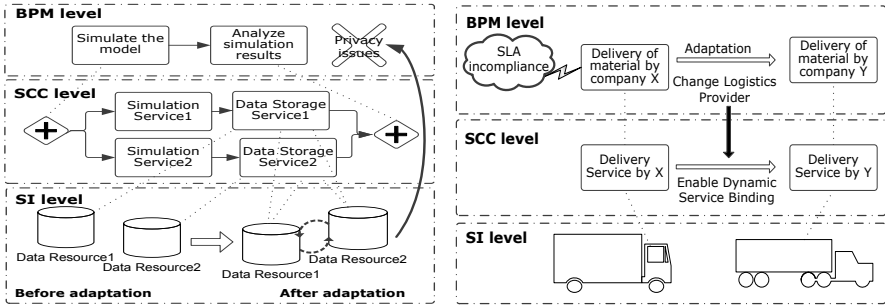 BPM level
Simulate the
model
Analyze
simulation
results
Privacy
issues
SCC level
Simulation
Service1
Data Storage
Service1
Simulation
Service2
Data Storage
Service2
SI level
Data Resource1
Data Resource2
Data Resource1
Data Resource2
Before adaptation
After adaptation
BPM level
SLA
incompliance
Delivery of
material by
company X
Adaptation
Change Logistics
Provider
Delivery of
material by
company Y
SCC level
Delivery
Service by X
Enable Dynamic
Service Binding
Delivery
Service by Y
SI level